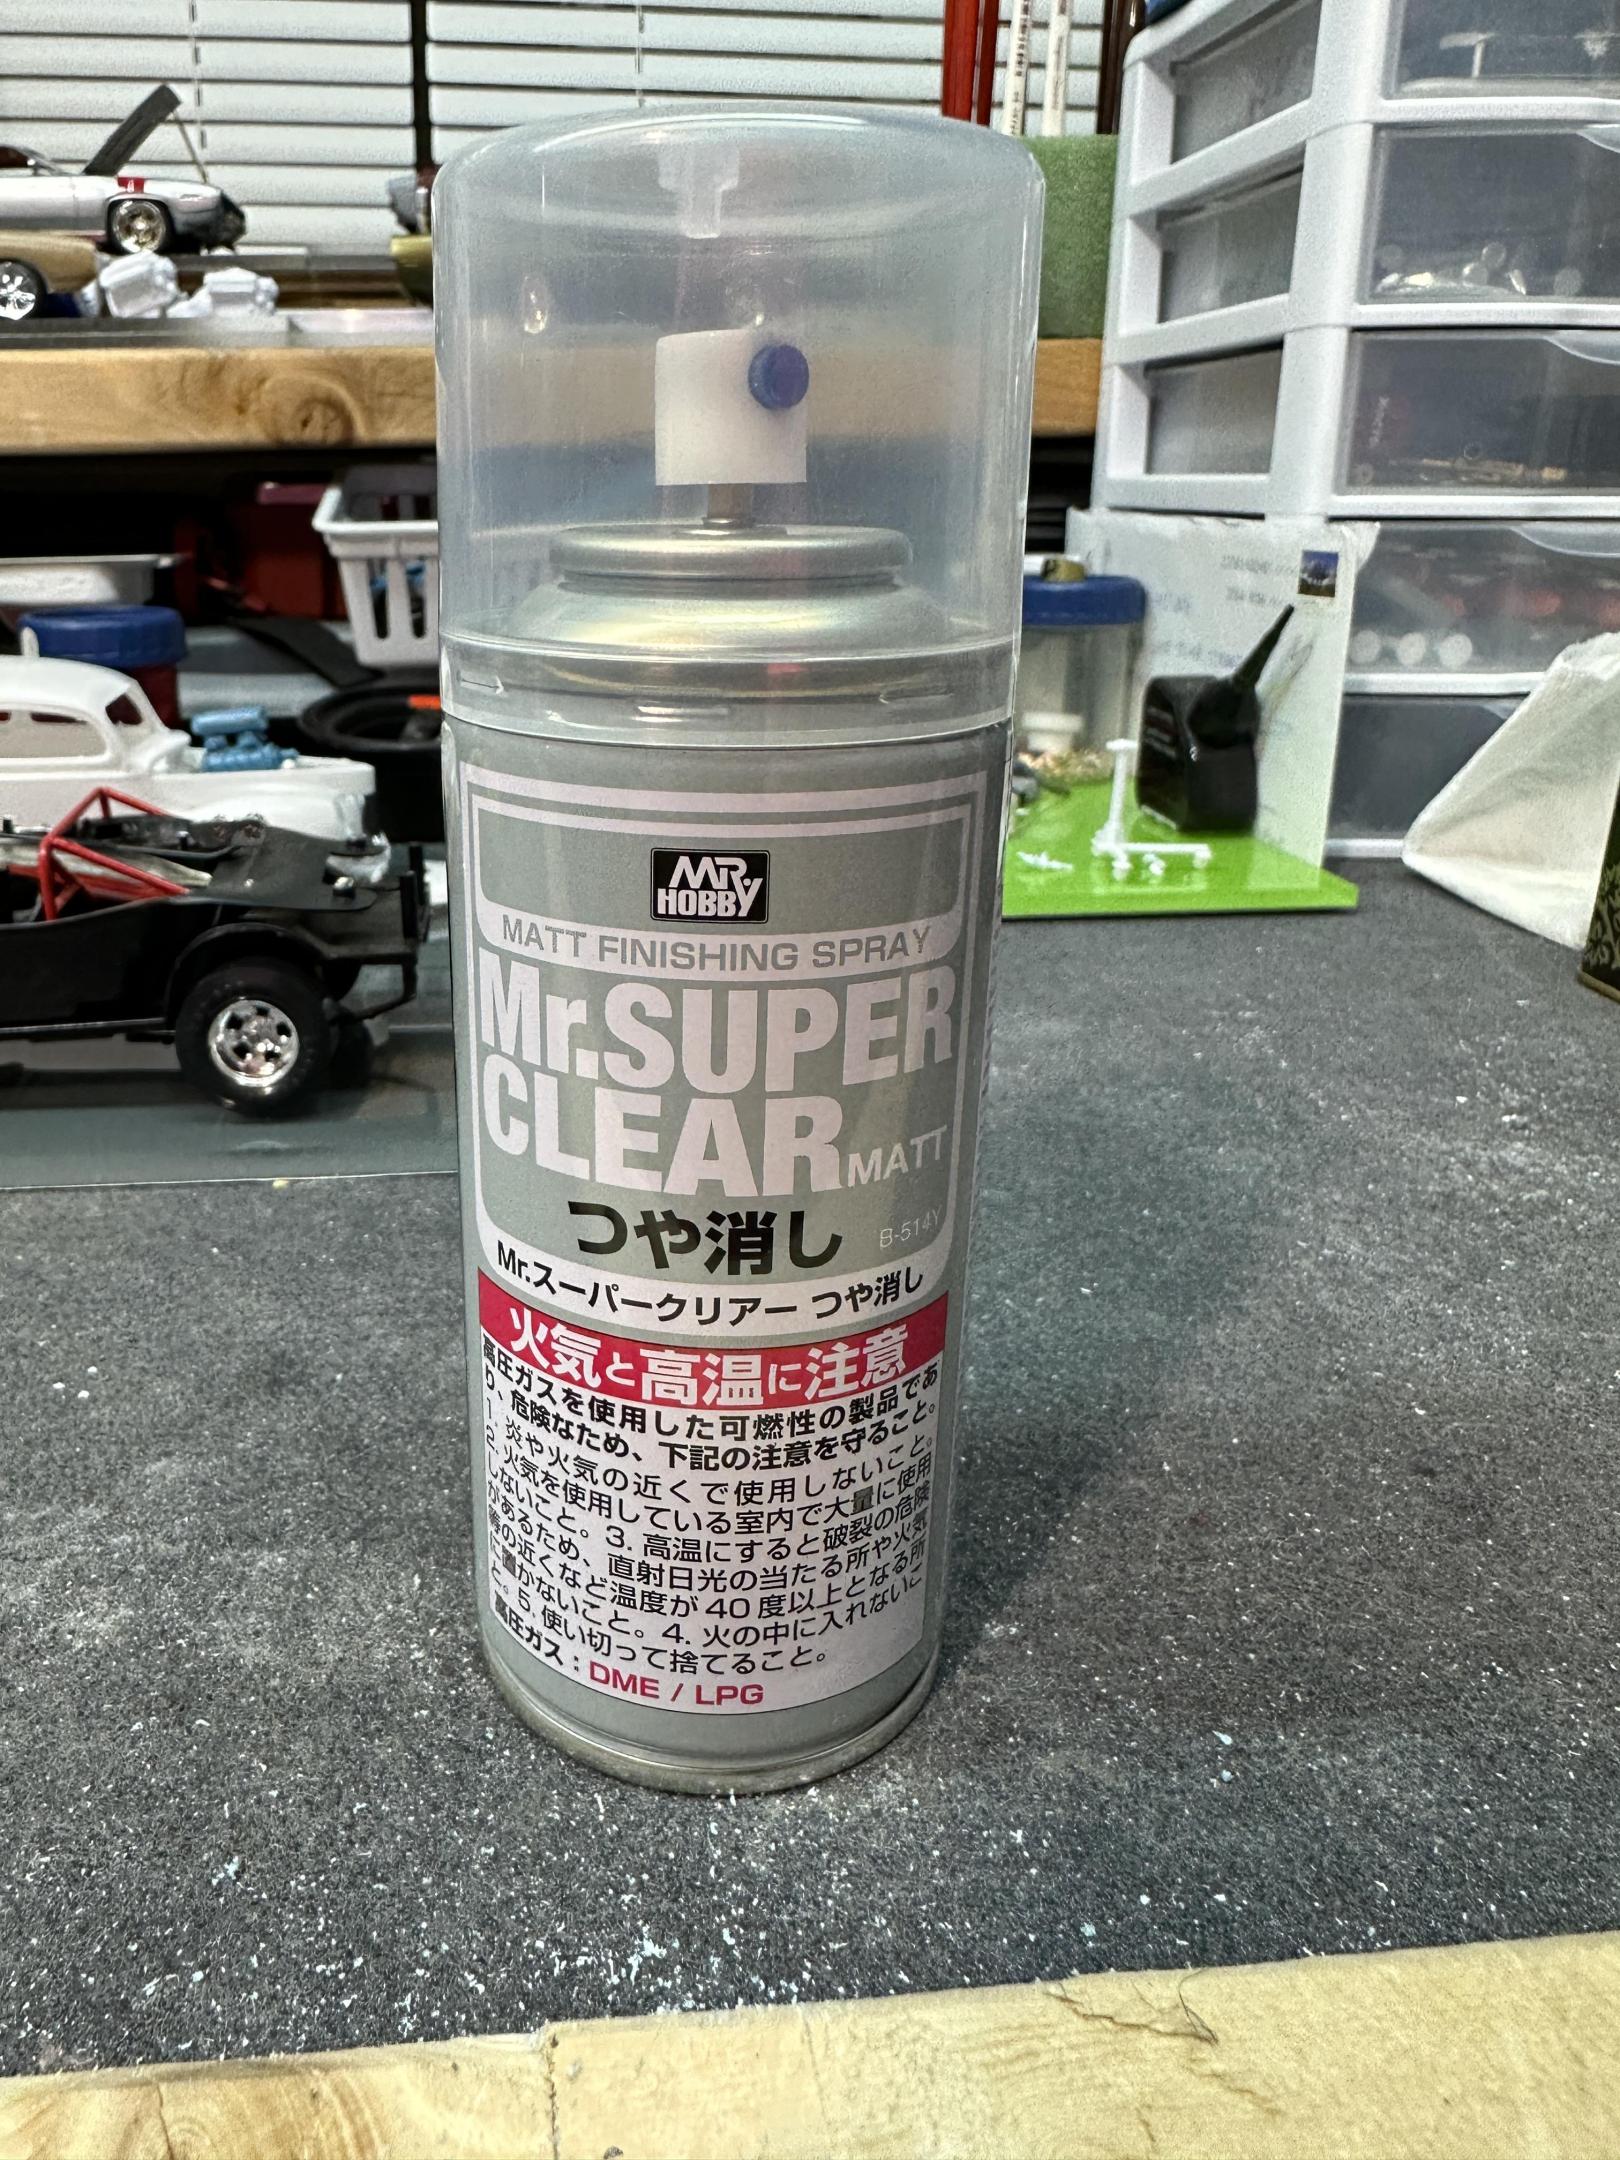 MR HOBBY
MATT FINISHING SPRAY
Mr.SUPER
CLEAR MATT
つや消し B-514Y
Mr.スーパークリアー つや消し
火気と高温に注意
高圧ガスを使用した可燃性の製品であ
り、危険なため、下記の注意を守ること。
1. 炎や火気の近くで使用しないこと。
2. 火気を使用している室内で大量に使用
しないこと。3. 高温にすると破裂の危険
があるため、直射日光の当たる所や火気
等の近くなど温度が 40 度以上となる所
に置かないこと。4. 火の中に入れないこ
と。5. 使い切って捨てること。
高圧ガス : DME / LPG